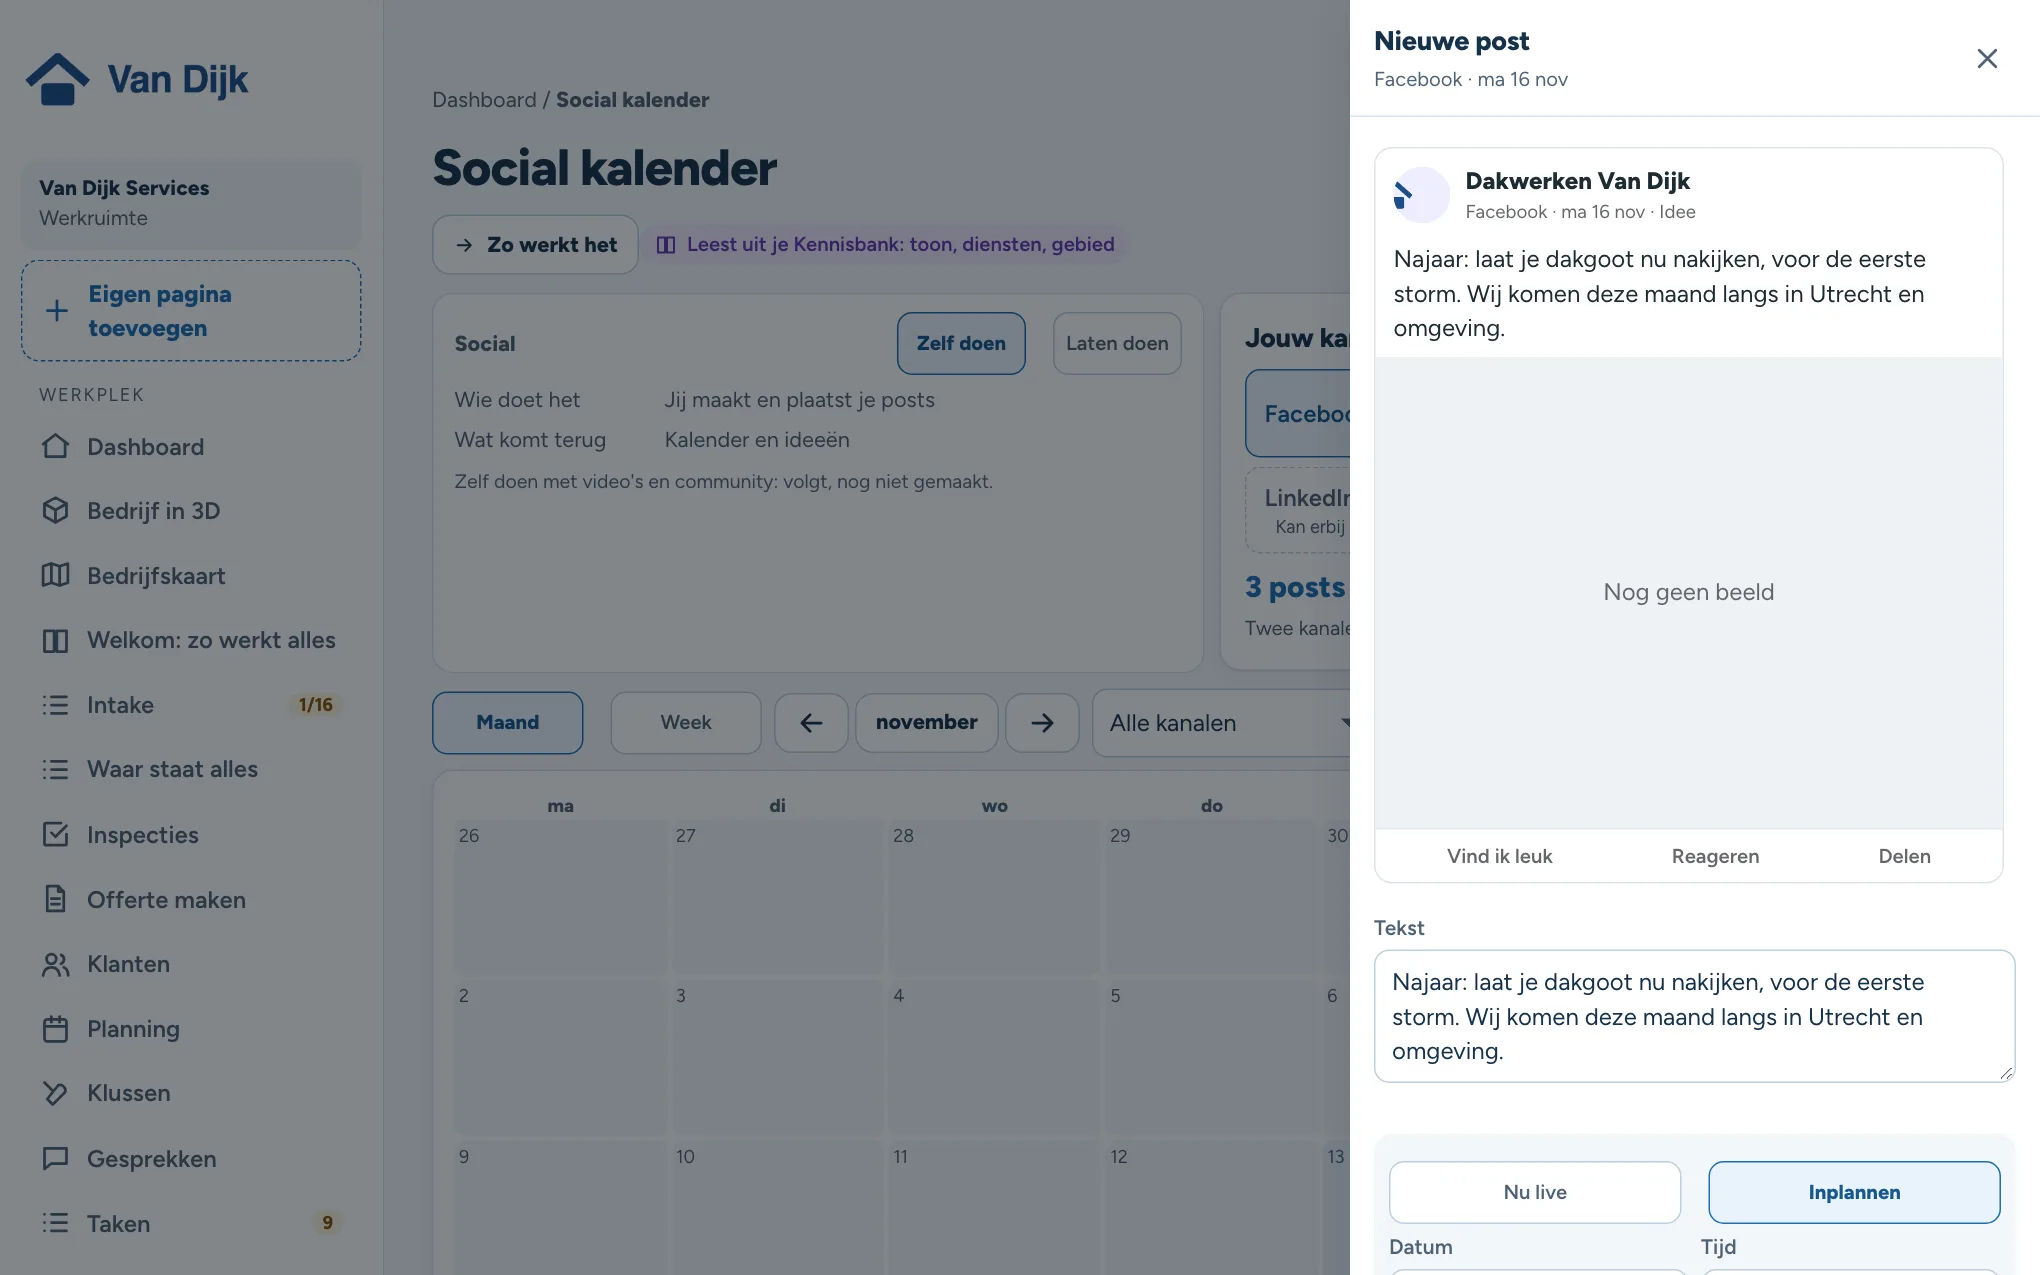 Van Dijk
Van Dijk Services
Werkruimte
Eigen pagina
toevoegen
WERKPLEK
Dashboard
Bedrijf in 3D
Bedrijfskaart
Welkom: zo werkt alles
Intake 1/16
Waar staat alles
Inspecties
Offerte maken
Klanten
Planning
Klussen
Gesprekken
Taken 9
Dashboard / Social kalender
Social kalender
Zo werkt het
Leest uit je Kennisbank: toon, diensten, gebied
Social Zelf doen Laten doen
Wie doet het Jij maakt en plaatst je posts
Wat komt terug Kalender en ideeën
Zelf doen met video's en community: volgt, nog niet gemaakt.
Jouw
Kan erbij
3 posts
Twee
Maand Week november Alle kanalen
ma di wo do
26 27 28 29 30
2 3 4 5 6
9 10 11 12 13
Nieuwe post
Facebook · ma 16 nov
Dakwerken Van Dijk
Facebook · ma 16 nov · Idee
Najaar: laat je dakgoot nu nakijken, voor de eerste
storm. Wij komen deze maand langs in Utrecht en
omgeving.
Nog geen beeld
Vind ik leuk Reageren Delen
Tekst
Najaar: laat je dakgoot nu nakijken, voor de eerste
storm. Wij komen deze maand langs in Utrecht en
omgeving.
Nu live Inplannen
Datum Tijd